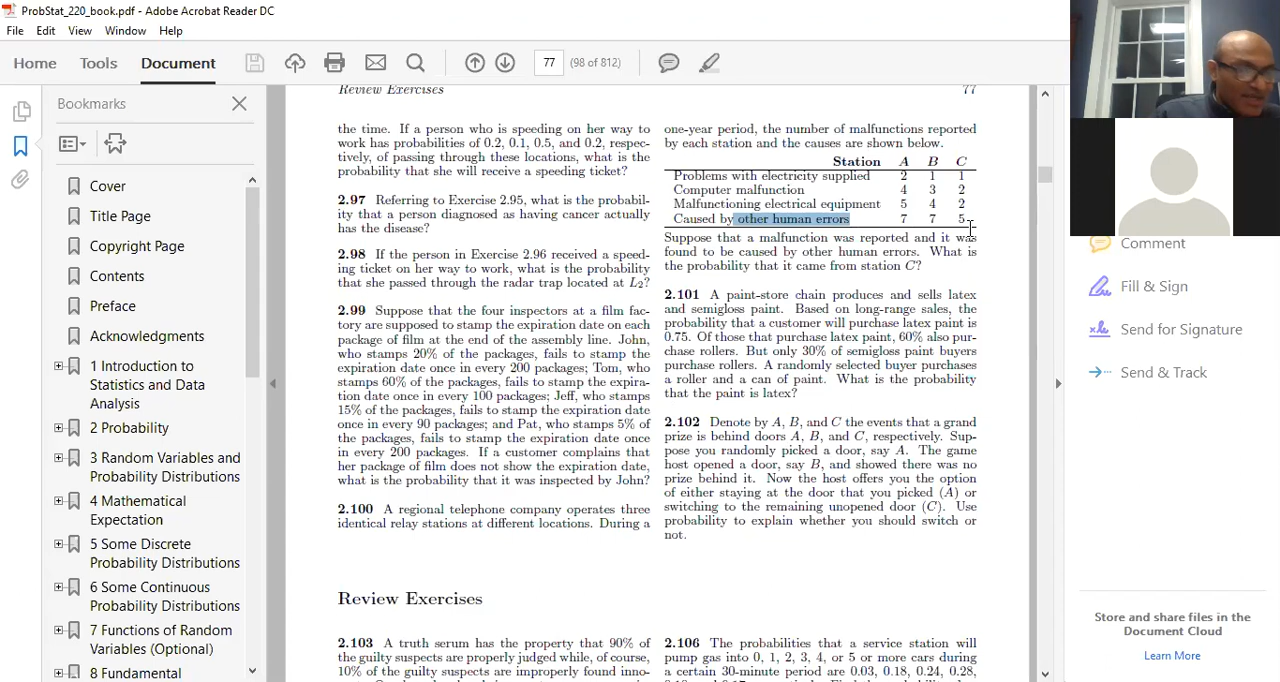 ProbStat_220_book.pdf - Adobe Acrobat Reader DC
File Edit View Window Help
Home Tools Document 77 (98 of 812)
Bookmarks
Cover
Title Page
Copyright Page
Contents
Preface
Acknowledgments
1 Introduction to
Statistics and Data
Analysis
2 Probability
3 Random Variables and
Probability Distributions
4 Mathematical
Expectation
5 Some Discrete
Probability Distributions
6 Some Continuous
Probability Distributions
7 Functions of Random
Variables (Optional)
8 Fundamental
Review Exercises 77
the time. If a person who is speeding on her way to
work has probabilities of 0.2, 0.1, 0.5, and 0.2, respec-
tively, of passing through these locations, what is the
probability that she will receive a speeding ticket?
2.97 Referring to Exercise 2.95, what is the probabil-
ity that a person diagnosed as having cancer actually
has the disease?
2.98 If the person in Exercise 2.96 received a speed-
ing ticket on her way to work, what is the probability
that she passed through the radar trap located at L2?
2.99 Suppose that the four inspectors at a film fac-
tory are supposed to stamp the expiration date on each
package of film at the end of the assembly line. John,
who stamps 20% of the packages, fails to stamp the
expiration date once in every 200 packages; Tom, who
stamps 60% of the packages, fails to stamp the expira-
tion date once in every 100 packages; Jeff, who stamps
15% of the packages, fails to stamp the expiration date
once in every 90 packages; and Pat, who stamps 5% of
the packages, fails to stamp the expiration date once
in every 200 packages. If a customer complains that
her package of film does not show the expiration date,
what is the probability that it was inspected by John?
2.100 A regional telephone company operates three
identical relay stations at different locations. During a
one-year period, the number of malfunctions reported
by each station and the causes are shown below.
Station A B C
Problems with electricity supplied 2 1 1
Computer malfunction 4 3 2
Malfunctioning electrical equipment 5 4 2
Caused by other human errors 7 7 5
Suppose that a malfunction was reported and it was
found to be caused by other human errors. What is
the probability that it came from station C?
2.101 A paint-store chain produces and sells latex
and semigloss paint. Based on long-range sales, the
probability that a customer will purchase latex paint is
0.75. Of those that purchase latex paint, 60% also pur-
chase rollers. But only 30% of semigloss paint buyers
purchase rollers. A randomly selected buyer purchases
a roller and a can of paint. What is the probability
that the paint is latex?
2.102 Denote by A, B, and C the events that a grand
prize is behind doors A, B, and C, respectively. Sup-
pose you randomly picked a door, say A. The game
host opened a door, say B, and showed there was no
prize behind it. Now the host offers you the option
of either staying at the door that you picked (A) or
switching to the remaining unopened door (C). Use
probability to explain whether you should switch or
not.
Review Exercises
2.103 A truth serum has the property that 90% of
the guilty suspects are properly judged while, of course,
10% of the guilty suspects are improperly found inno-
2.106 The probabilities that a service station will
pump gas into 0, 1, 2, 3, 4, or 5 or more cars during
a certain 30-minute period are 0.03, 0.18, 0.24, 0.28,
Comment
Fill & Sign
Send for Signature
Send & Track
Store and share files in the
Document Cloud
Learn More